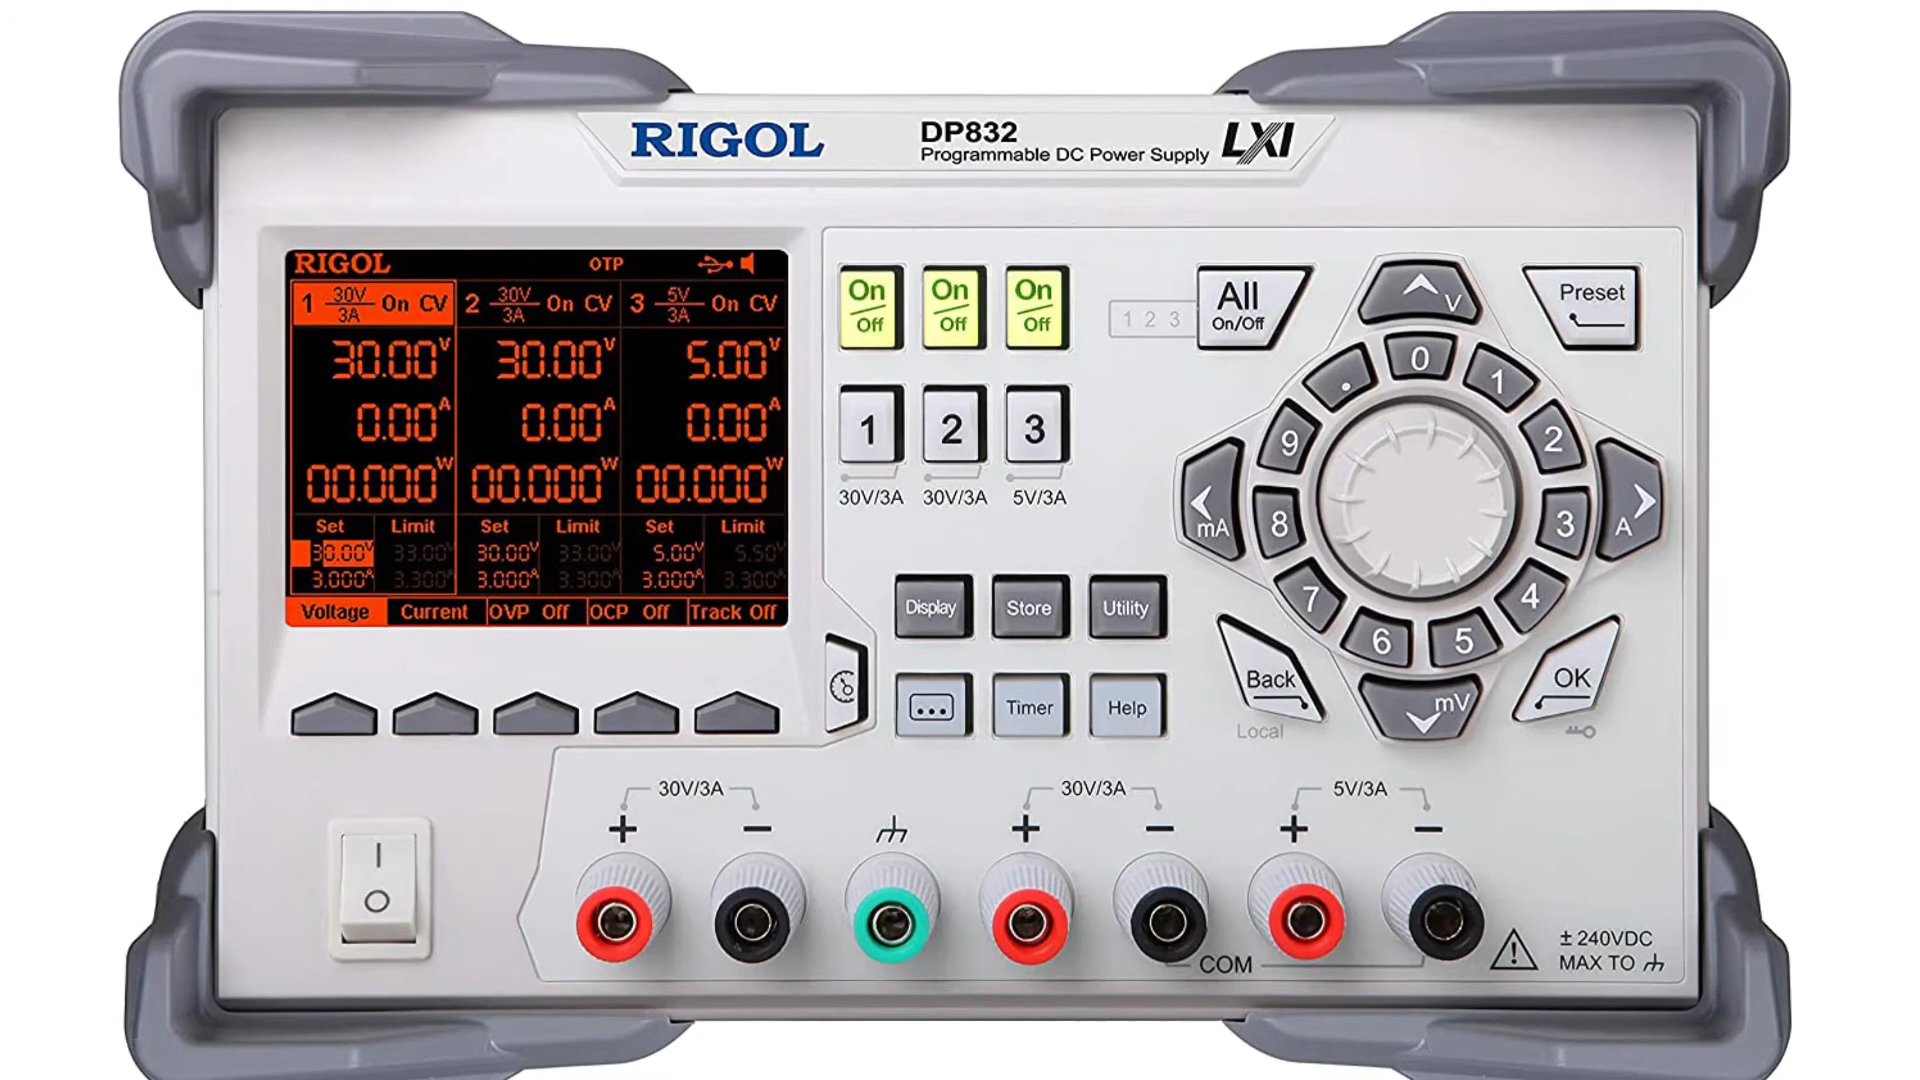 RIGOL
DP832
Programmable DC Power Supply
LXI
RIGOL OTP
1 30V/3A On CV 2 30V/3A On CV 3 5V/3A On CV
30.00V 30.00V 5.00V
0.00A 0.00A 0.00A
00.000W 00.000W 00.000W
Set Limit Set Limit Set Limit
30.00V 33.00V 30.00V 33.00V 5.00V 5.50V
3.000A 3.300A 3.000A 3.300A 3.000A 3.300A
Voltage Current OVP Off OCP Off Track Off
On/Off On/Off On/Off
1 2 3
All
On/Off
Preset
1 2 3
30V/3A 30V/3A 5V/3A
V
0
1
2
3
4
5
6
7
8
9
.
mA
A
mV
Display Store Utility
... Timer Help
Back
Local
OK
30V/3A 30V/3A 5V/3A
+ − + − + −
COM
± 240VDC
MAX TO